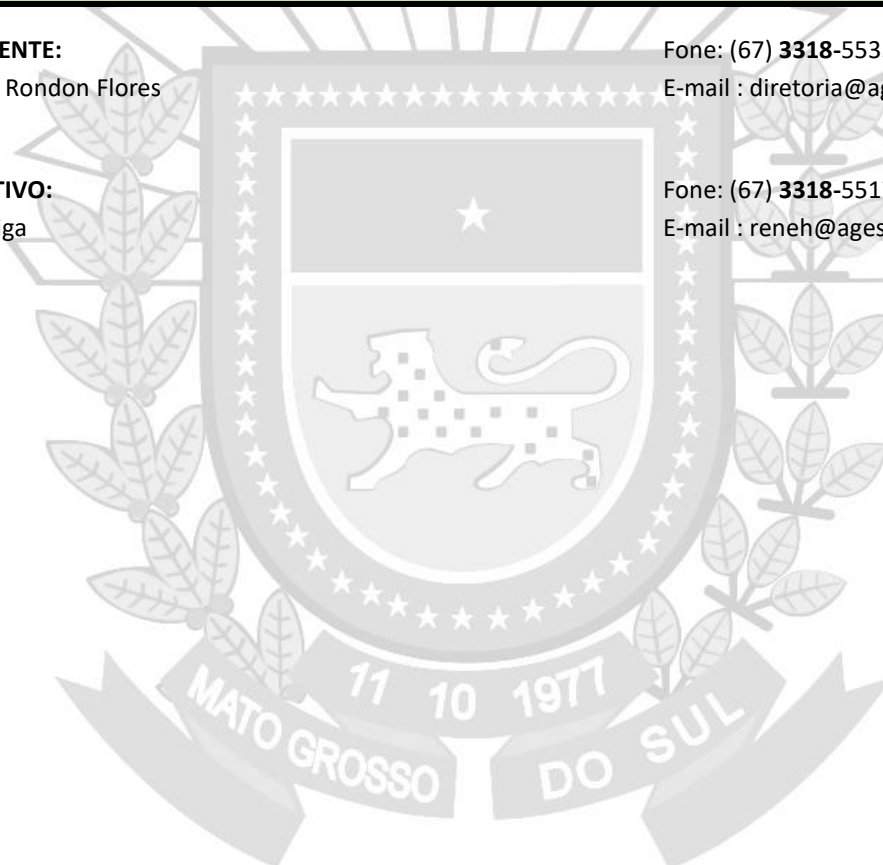 ENTE:
Fone: (67) 3318-553
Rondon Flores
E-mail : diretoria@ag
TIVO:
Fone: (67) 3318-551
iga
E-mail : reneh@ages
11 10 1977
MATO GROSSO DO SUL